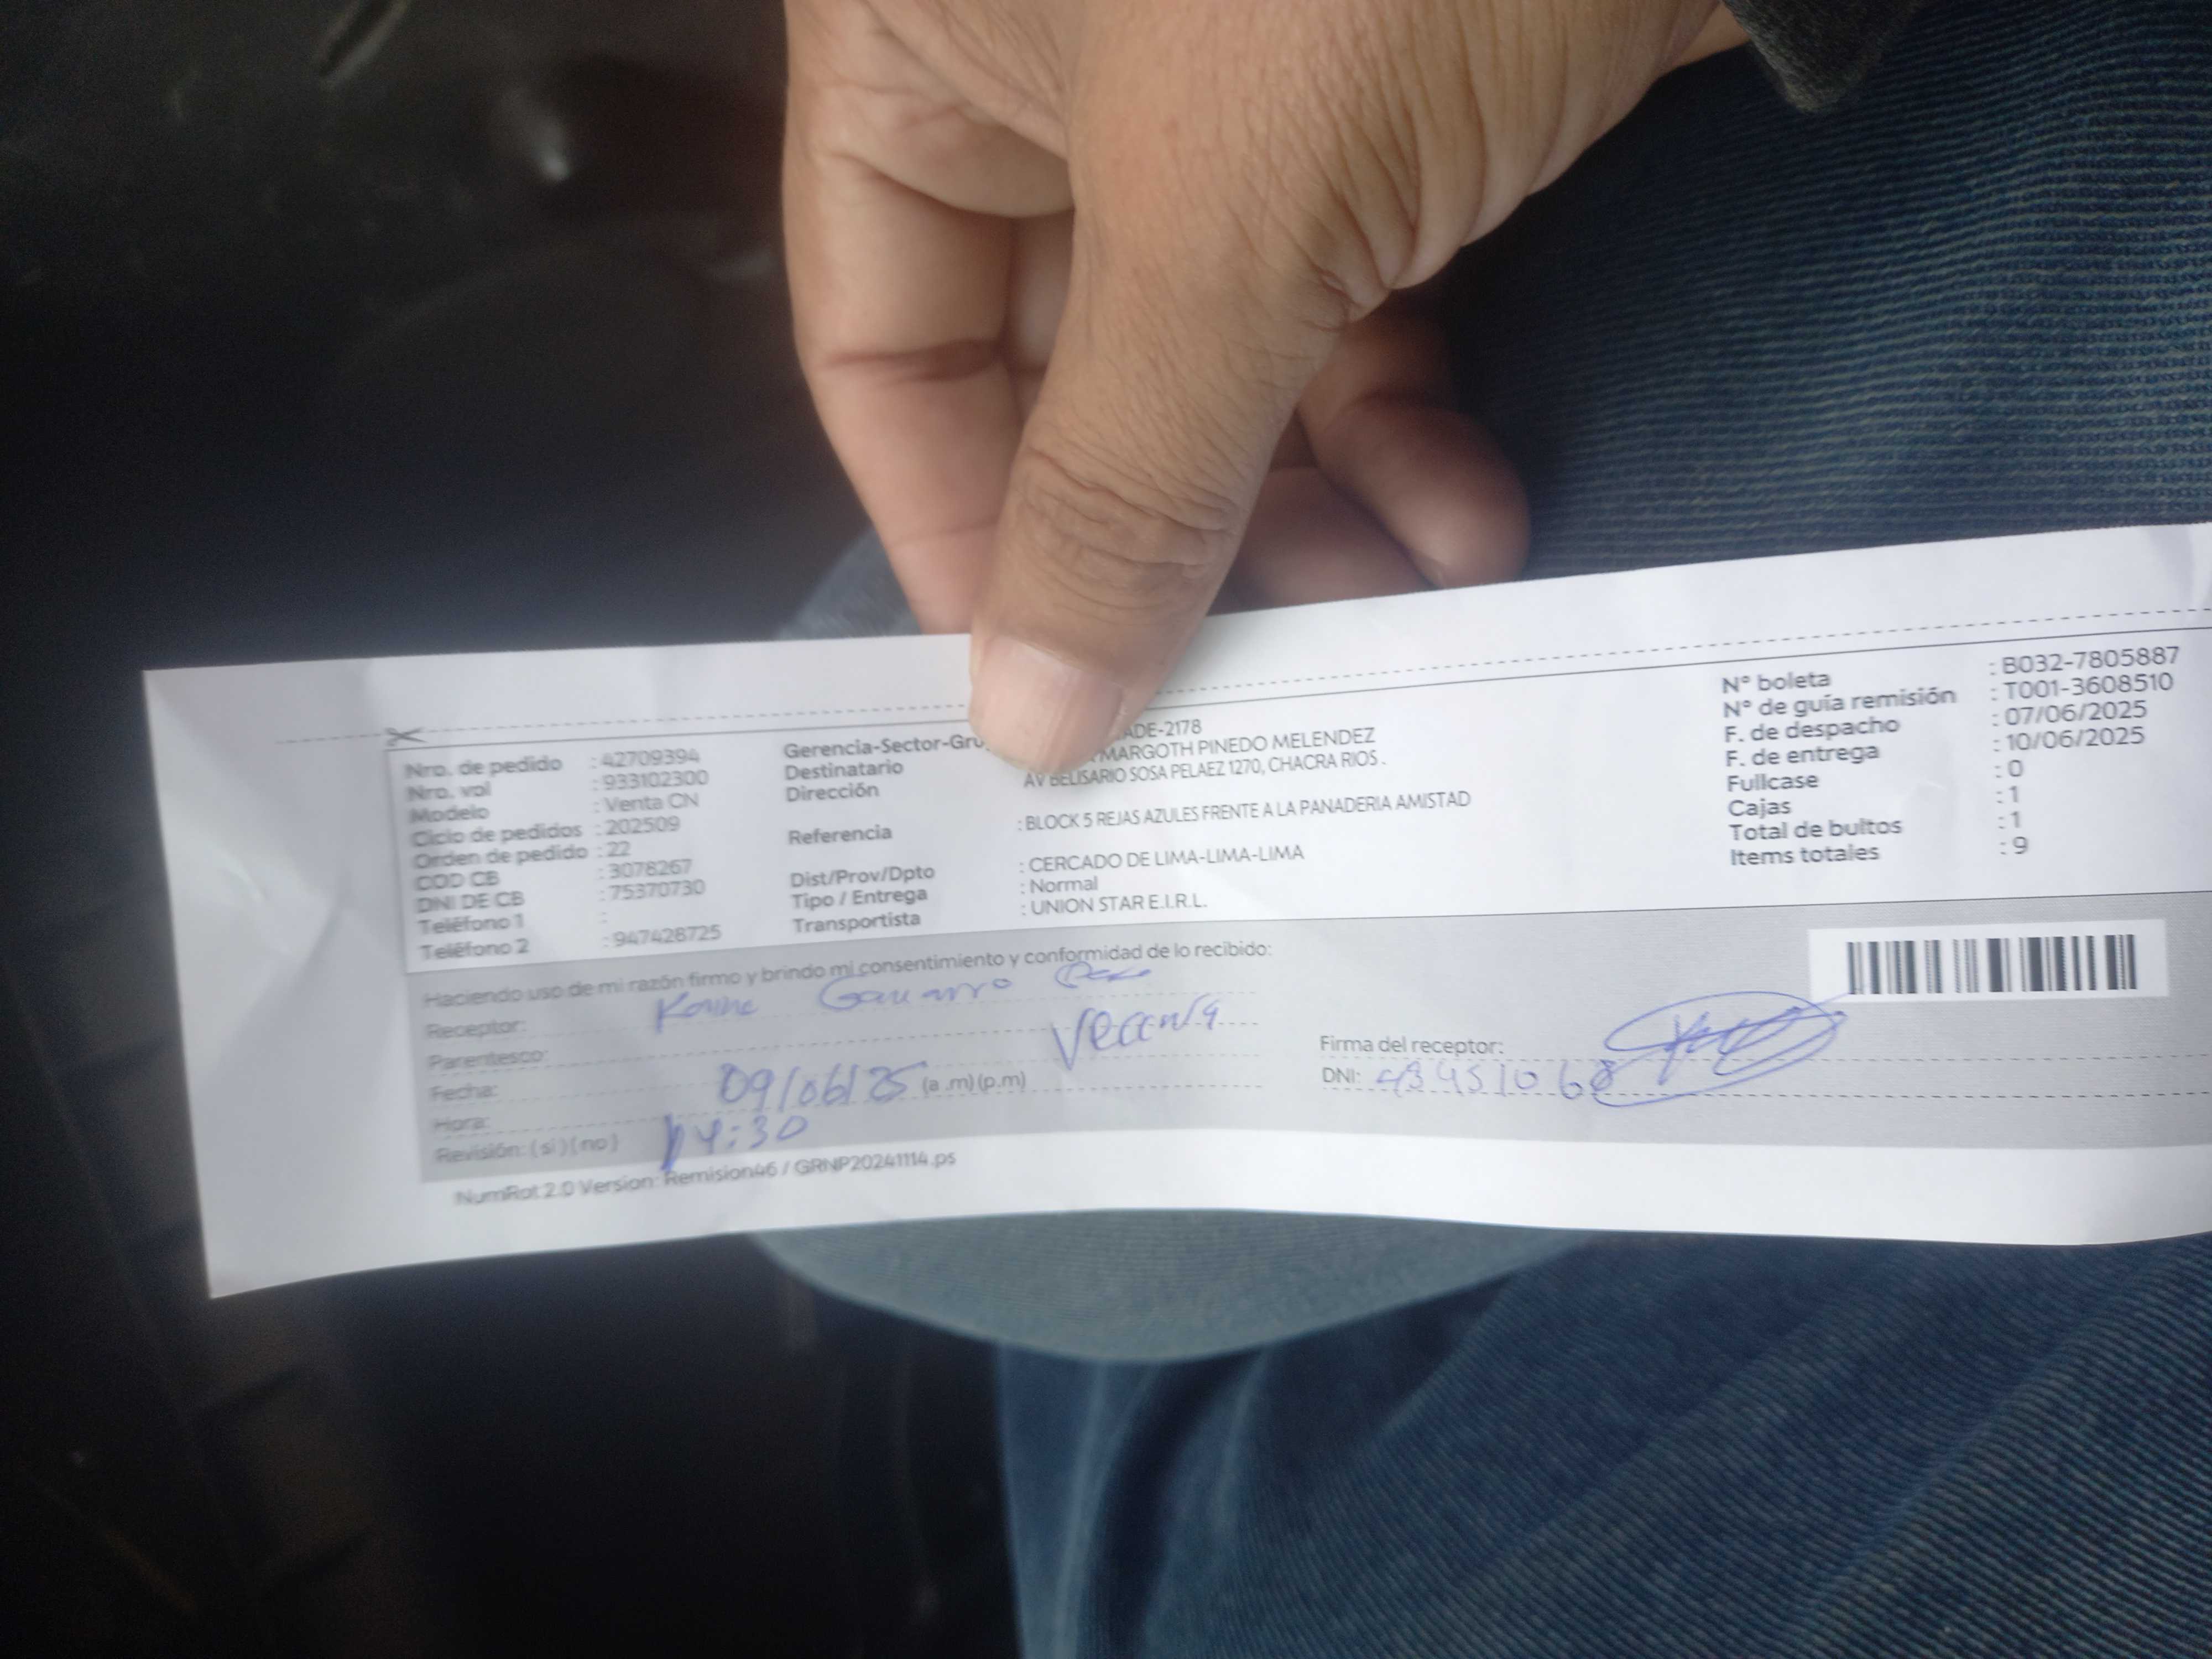 Nro. de pedido : 42709394
Nro. vol : 933102300
Modelo : Venta CN
Ciclo de pedidos : 202509
Orden de pedido : 22
COD CB : 3078267
DNI DE CB : 75370730
Teléfono 1 :
Teléfono 2 : 947428725
Gerencia-Sector-Gru ADE-2178
Destinatario MARGOTH PINEDO MELENDEZ
Dirección AV BELISARIO SOSA PELAEZ 1270, CHACRA RIOS .
Referencia : BLOCK 5 REJAS AZULES FRENTE A LA PANADERIA AMISTAD
Dist/Prov/Dpto : CERCADO DE LIMA-LIMA-LIMA
Tipo / Entrega : Normal
Transportista : UNION STAR E.I.R.L.
N° boleta : B032-7805887
N° de guía remisión : T001-3608510
F. de despacho : 07/06/2025
F. de entrega : 10/06/2025
Fullcase : 0
Cajas : 1
Total de bultos : 1
Items totales : 9
Haciendo uso de mi razón firmo y brindo mi consentimiento y conformidad de lo recibido:
Receptor:
Parentesco: Vecina
Fecha: 09/06/25 (a .m) (p.m)
Hora: 14:30
Revisión: ( si ) ( no )
Firma del receptor:
DNI:
NumRot 2.0 Version: Remision46 / GRNP20241114.ps